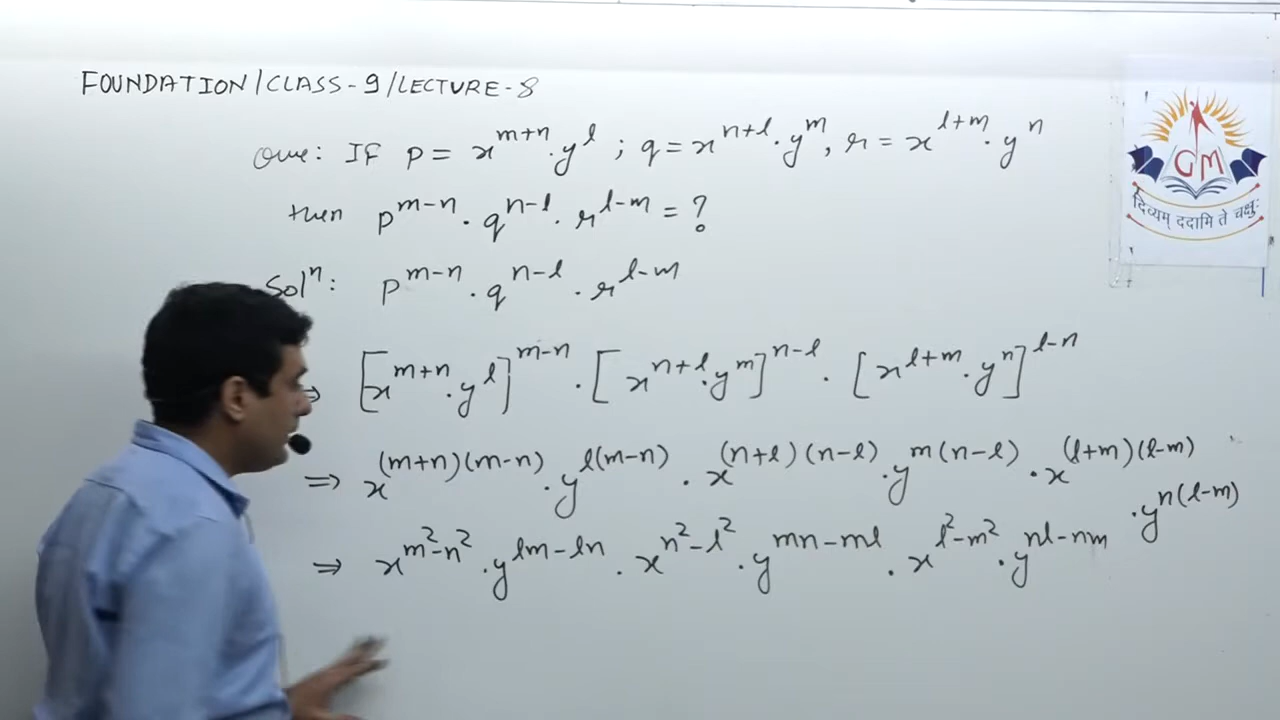 FOUNDATION/CLASS-9/LECTURE-8
Que: IF p = x^{m+n}·y^{l} ; q = x^{n+l}·y^{m}, r = x^{l+m}·y^{n}
then p^{m-n}·q^{n-l}·r^{l-m} = ?
Solⁿ: p^{m-n}·q^{n-l}·r^{l-m}
⇒ [x^{m+n}·y^{l}]^{m-n}·[x^{n+l}·y^{m}]^{n-l}·[x^{l+m}·y^{n}]^{l-n}
⇒ x^{(m+n)(m-n)}·y^{l(m-n)}·x^{(n+l)(n-l)}·y^{m(n-l)}·x^{(l+m)(l-m)}
·y^{n(l-m)}
⇒ x^{m²-n²}·y^{lm-ln}·x^{n²-l²}·y^{mn-ml}·x^{l²-m²}·y^{nl-nm}
GM
दिव्यम् ददामि ते चक्षुः